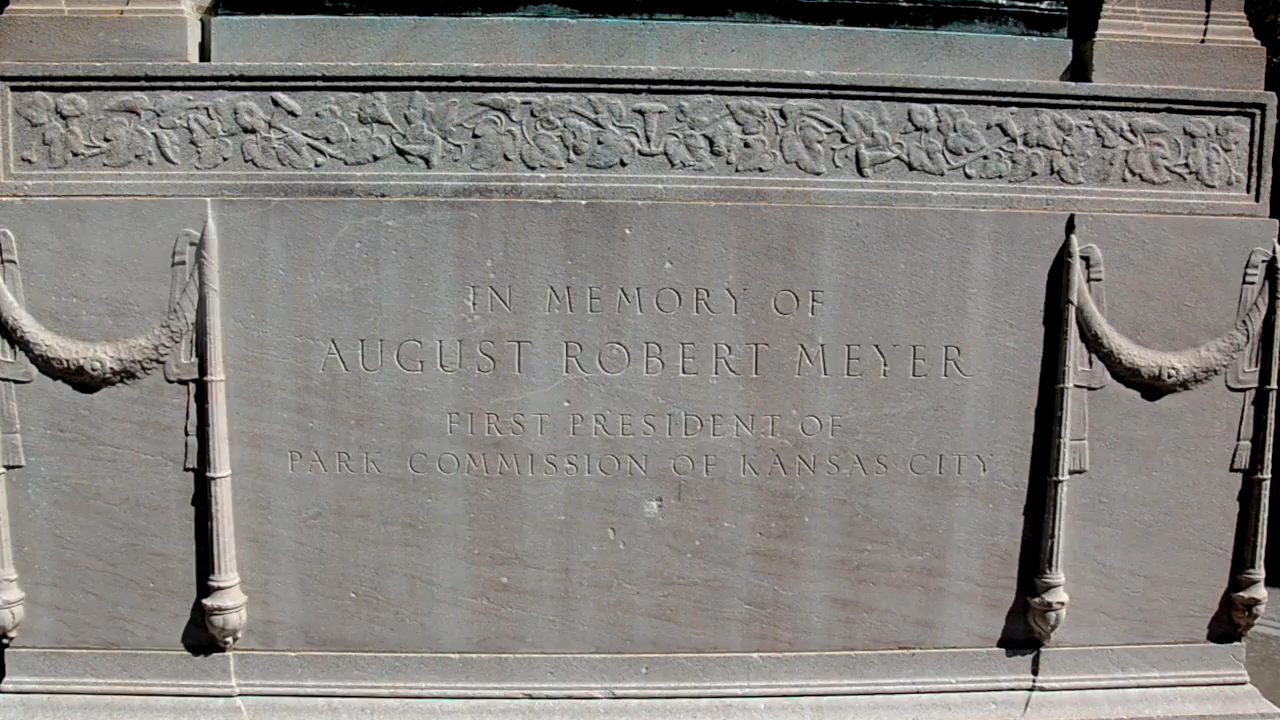 IN MEMORY OF
AUGUST ROBERT MEYER
FIRST PRESIDENT OF
PARK COMMISSION OF KANSAS CITY